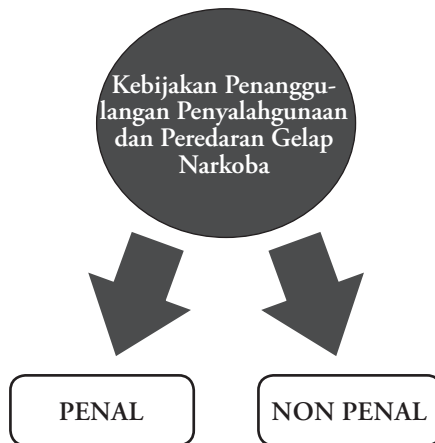 Kebijakan Penanggu-
langan Penyalahgunaan
dan Peredaran Gelap
Narkoba
PENAL
NON PENAL